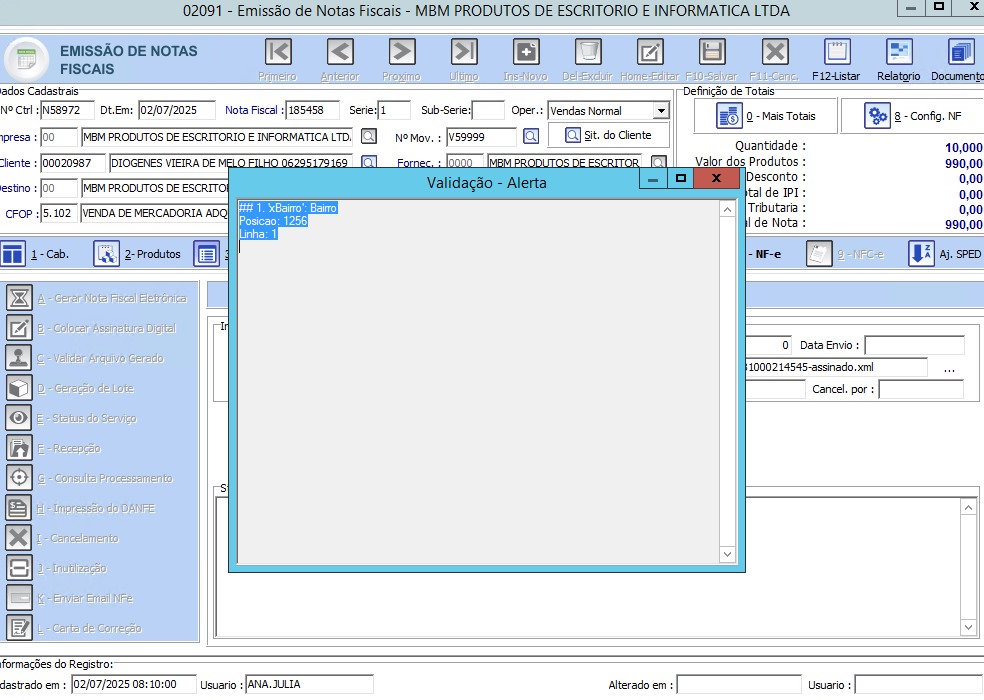 02091 - Emissão de Notas Fiscais - MBM PRODUTOS DE ESCRITORIO E INFORMATICA LTDA
EMISSÃO DE NOTAS
FISCAIS
Primeiro Anterior Proximo Ultimo Ins-Novo Del-Excluir Home-Editar F10-Salvar F11-Canc. F12-Listar Relatorio Documento
Dados Cadastrais
Nº Ctrl : N58972 Dt.Em: 02/07/2025 Nota Fiscal : 185458 Serie: 1 Sub-Serie: Oper.: Vendas Normal
mpresa : 00 MBM PRODUTOS DE ESCRITORIO E INFORMATICA LTD. Nº Mov. : V59999 Sit. do Cliente
Cliente : 00020987 DIOGENES VIEIRA DE MELO FILHO 06295179169 Fornec. : 0000 MBM PRODUTOS DE ESCRITOR
estino : 00 MBM PRODUTOS DE ESCRITO
CFOP : 5.102 VENDA DE MERCADORIA ADQ
Definição de Totais
0 - Mais Totais 8 - Config. NF
Quantidade : 10,000
Valor dos Produtos : 990,00
Desconto : 0,00
tal de IPI : 0,00
Tributaria : 0,00
l de Nota : 990,00
1 - Cab. 2- Produtos 3 - NF-e 9 - NFC-e Aj. SPED
Validação - Alerta
## 1. 'xBairro': Bairro
Posicao: 1256
Linha: 1
A - Gerar Nota Fiscal Eletrônica
B - Colocar Assinatura Digital
C - Validar Arquivo Gerado
D - Geração de Lote
E - Status do Serviço
F - Recepção
G - Consulta Processamento
H - Impressão do DANFE
I - Cancelamento
J - Inutilização
K - Enviar Email NFe
L - Carta de Correção
0 Data Envio :
31000214545-assinado.xml ...
Cancel. por :
nformações do Registro:
dastrado em : 02/07/2025 08:10:00 Usuario : ANA.JULIA Alterado em : Usuario :